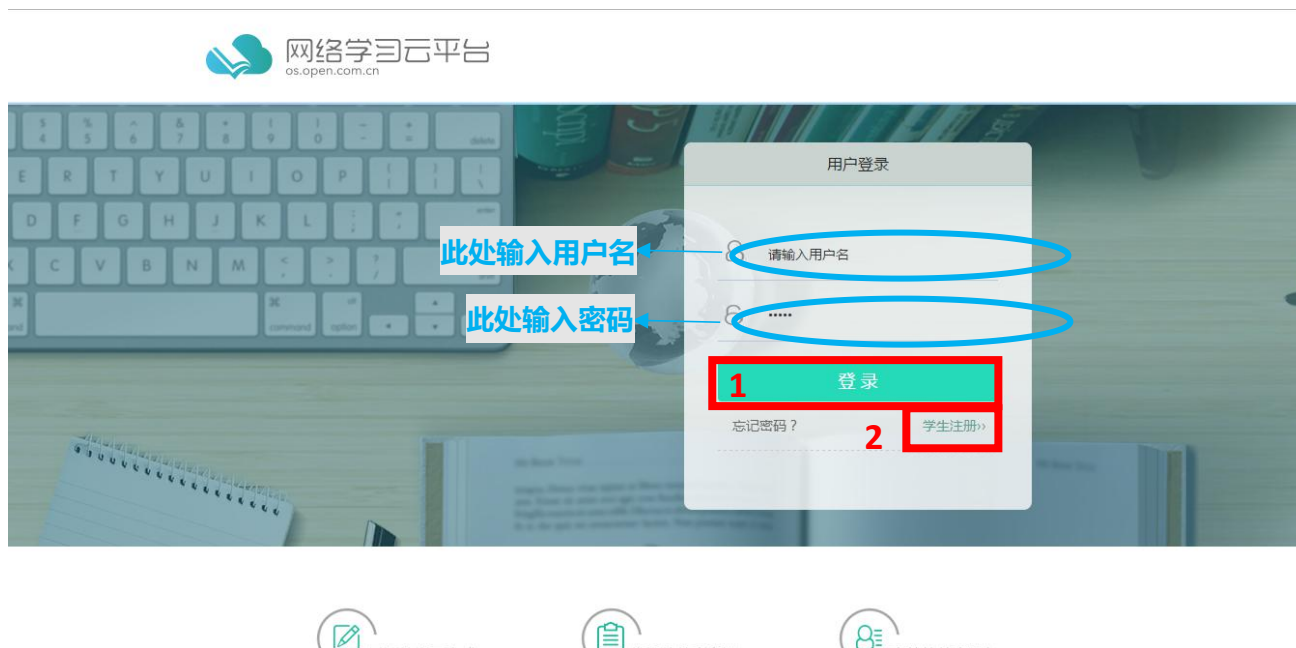 网络学习云平台
os.open.com.cn
用户登录
此处输入用户名
请输入用户名
此处输入密码
•••••
1
登录
忘记密码？
2
学生注册››